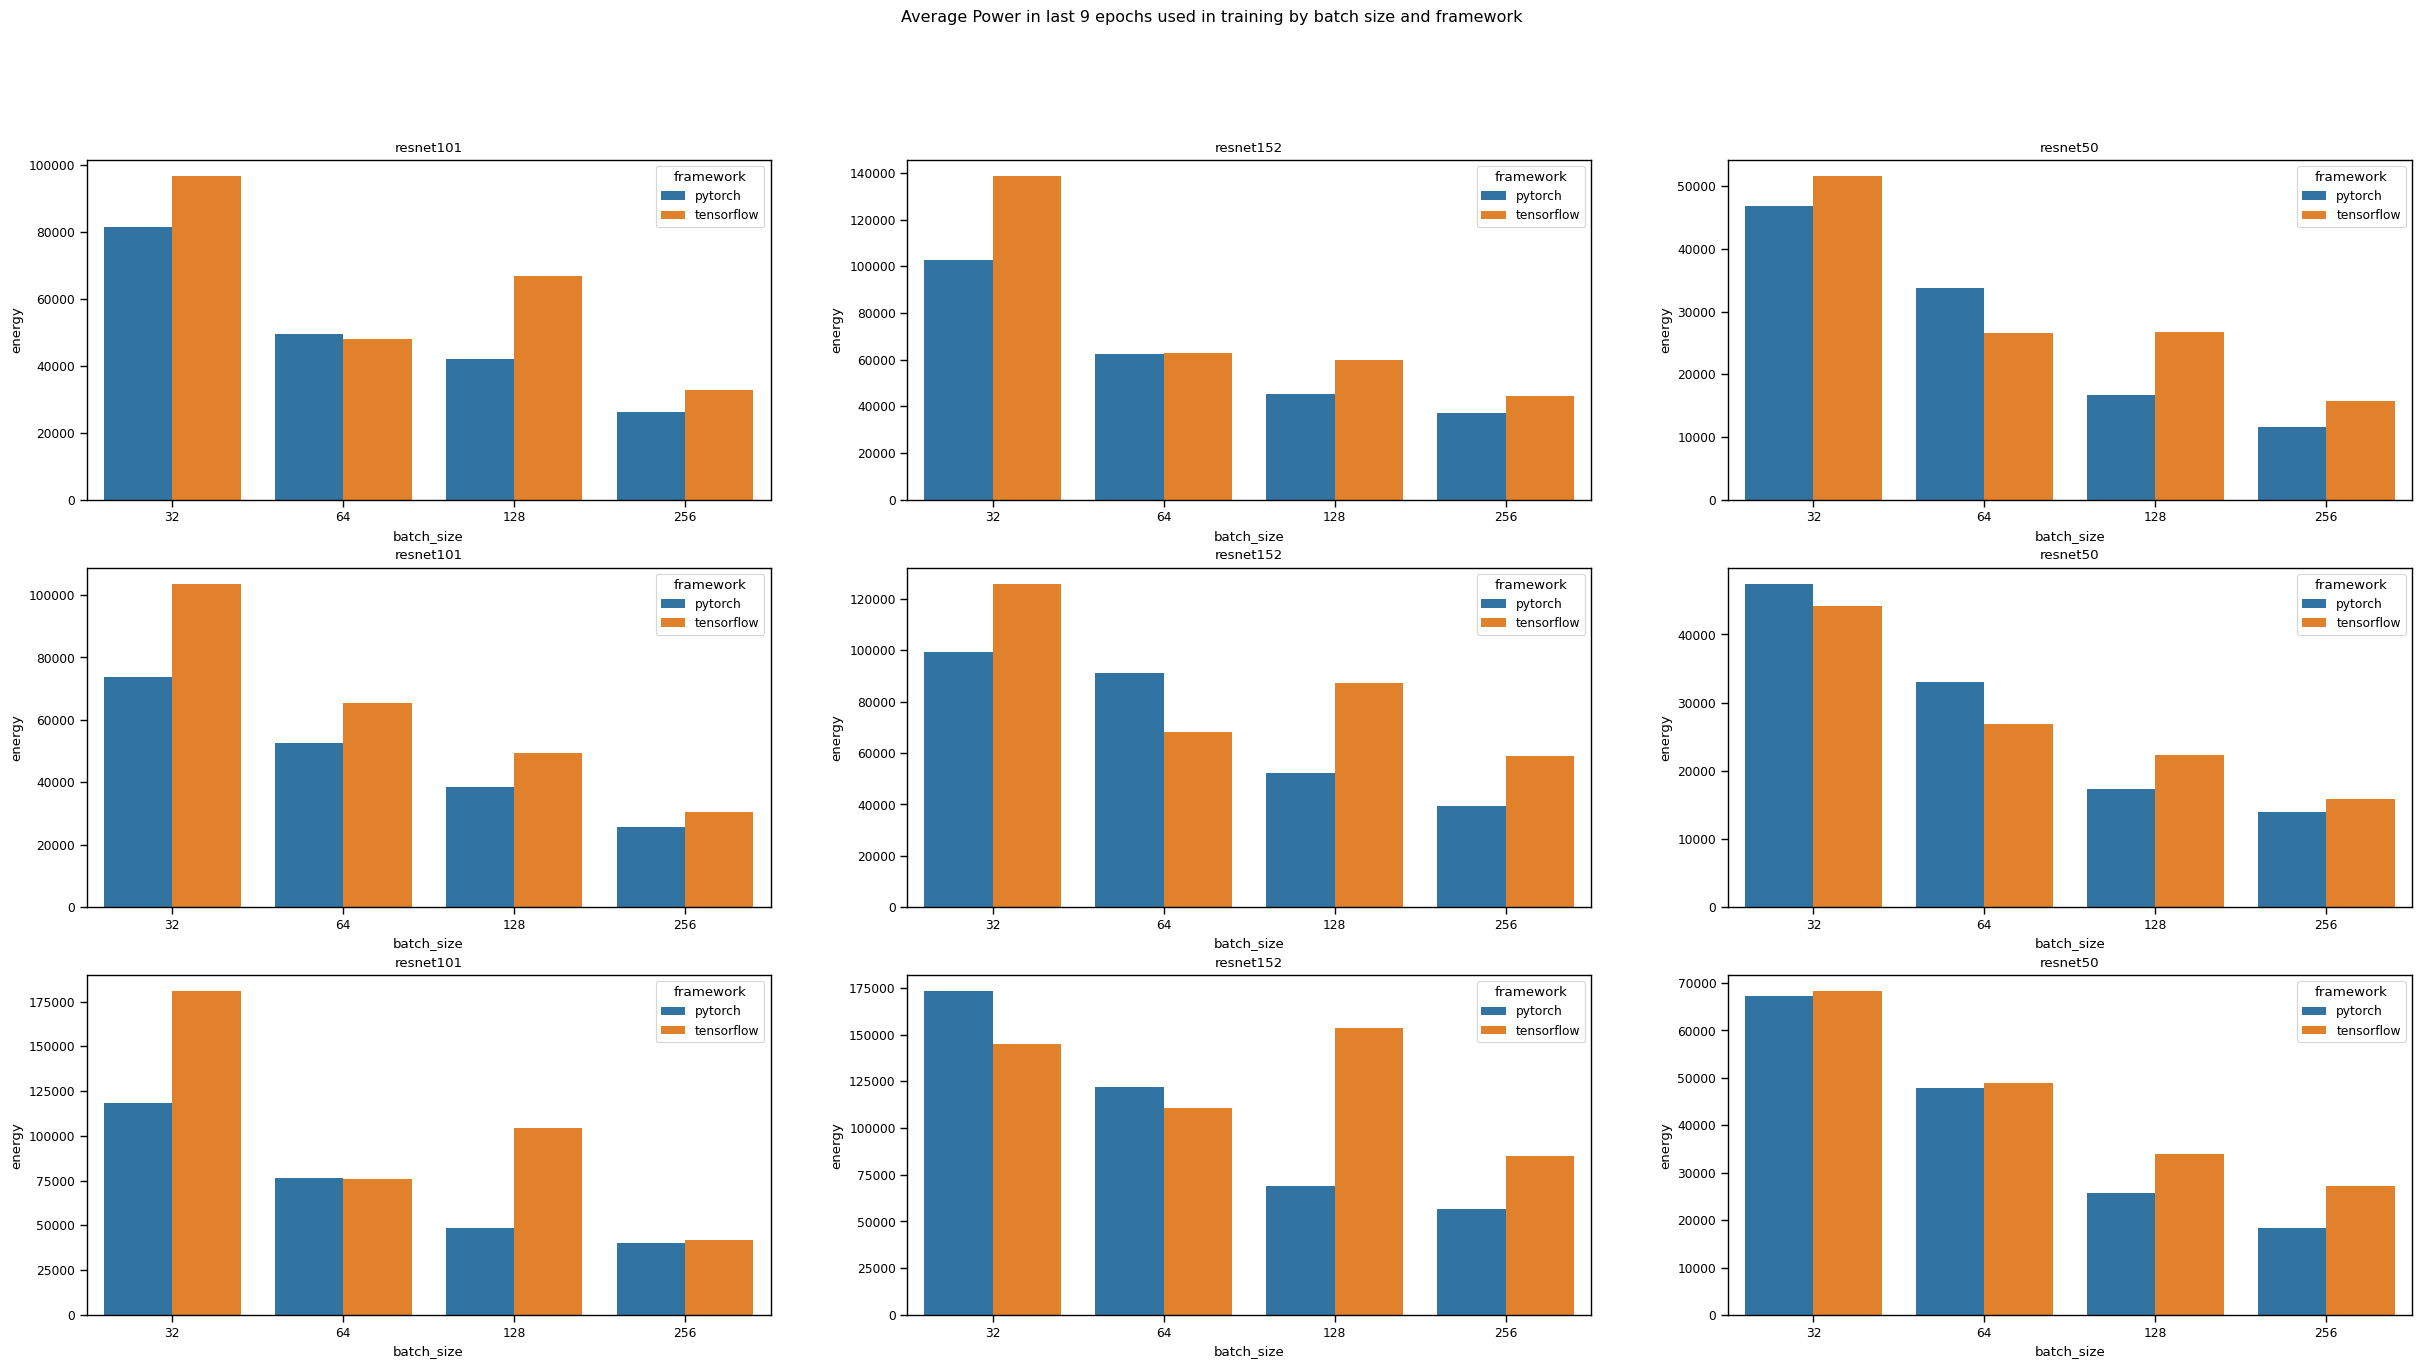 Average Power in last 9 epochs used in training by batch size and framework
resnet101
energy
100000
80000
60000
40000
20000
0
32
64
128
256
batch_size
framework
pytorch
tensorflow
resnet152
energy
140000
120000
100000
80000
60000
40000
20000
0
32
64
128
256
batch_size
framework
pytorch
tensorflow
resnet50
energy
50000
40000
30000
20000
10000
0
32
64
128
256
batch_size
framework
pytorch
tensorflow
resnet101
energy
100000
80000
60000
40000
20000
0
32
64
128
256
batch_size
framework
pytorch
tensorflow
resnet152
energy
120000
100000
80000
60000
40000
20000
0
32
64
128
256
batch_size
framework
pytorch
tensorflow
resnet50
energy
40000
30000
20000
10000
0
32
64
128
256
batch_size
framework
pytorch
tensorflow
resnet101
energy
175000
150000
125000
100000
75000
50000
25000
0
32
64
128
256
batch_size
framework
pytorch
tensorflow
resnet152
energy
175000
150000
125000
100000
75000
50000
25000
0
32
64
128
256
batch_size
framework
pytorch
tensorflow
resnet50
energy
70000
60000
50000
40000
30000
20000
10000
0
32
64
128
256
batch_size
framework
pytorch
tensorflow